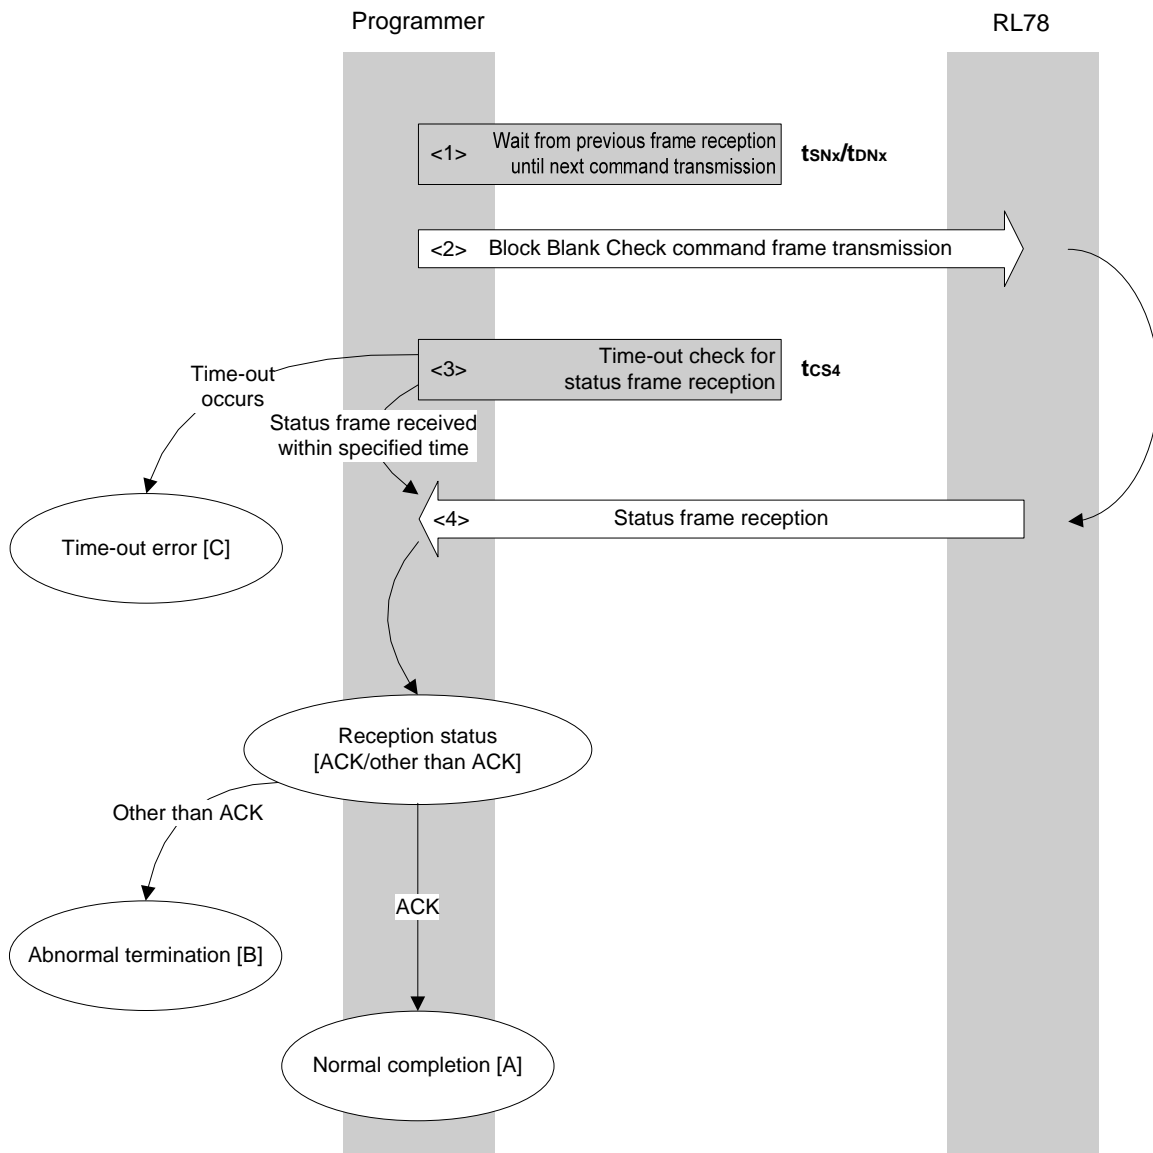 Programmer
RL78
<1> Wait from previous frame reception
until next command transmission
tSNx/tDNx
<2> Block Blank Check command frame transmission
<3> Time-out check for
status frame reception
tCS4
Time-out
occurs
Status frame received
within specified time
<4> Status frame reception
Time-out error [C]
Reception status
[ACK/other than ACK]
Other than ACK
ACK
Abnormal termination [B]
Normal completion [A]